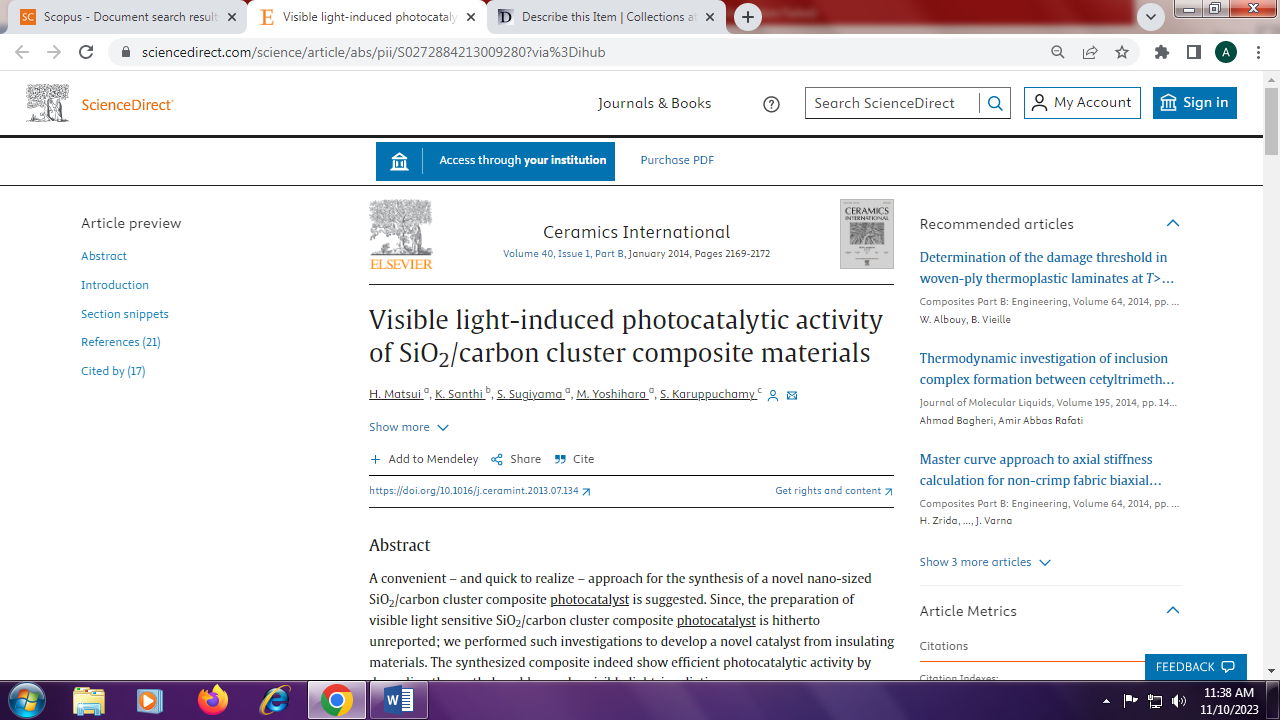 Scopus - Document search result
Visible light-induced photocataly
Describe this Item | Collections a
sciencedirect.com/science/article/abs/pii/S0272884213009280?via%3Dihub
A
ScienceDirect
Journals & Books
?
Search ScienceDirect
My Account
Sign in
Access through your institution
Purchase PDF
Article preview
Abstract
Introduction
Section snippets
References (21)
Cited by (17)
ELSEVIER
Ceramics International
Volume 40, Issue 1, Part B, January 2014, Pages 2169-2172
CERAMICS
INTERNATIONAL
Visible light-induced photocatalytic activity
of SiO₂/carbon cluster composite materials
H. Matsui ᵃ, K. Santhi ᵇ, S. Sugiyama ᵃ, M. Yoshihara ᵃ, S. Karuppuchamy ᶜ
Show more
Add to Mendeley
Share
Cite
https://doi.org/10.1016/j.ceramint.2013.07.134
Get rights and content
Abstract
A convenient – and quick to realize – approach for the synthesis of a novel nano-sized
SiO₂/carbon cluster composite photocatalyst is suggested. Since, the preparation of
visible light sensitive SiO₂/carbon cluster composite photocatalyst is hitherto
unreported; we performed such investigations to develop a novel catalyst from insulating
materials. The synthesized composite indeed show efficient photocatalytic activity by
Recommended articles
Determination of the damage threshold in
woven-ply thermoplastic laminates at T>…
Composites Part B: Engineering, Volume 64, 2014, pp. …
W. Albouy, B. Vieille
Thermodynamic investigation of inclusion
complex formation between cetyltrimeth…
Journal of Molecular Liquids, Volume 195, 2014, pp. 14…
Ahmad Bagheri, Amir Abbas Rafati
Master curve approach to axial stiffness
calculation for non-crimp fabric biaxial…
Composites Part B: Engineering, Volume 64, 2014, pp. …
H. Zrida, …, J. Varna
Show 3 more articles
Article Metrics
Citations
Citation Indexes:
FEEDBACK
11:38 AM
11/10/2023